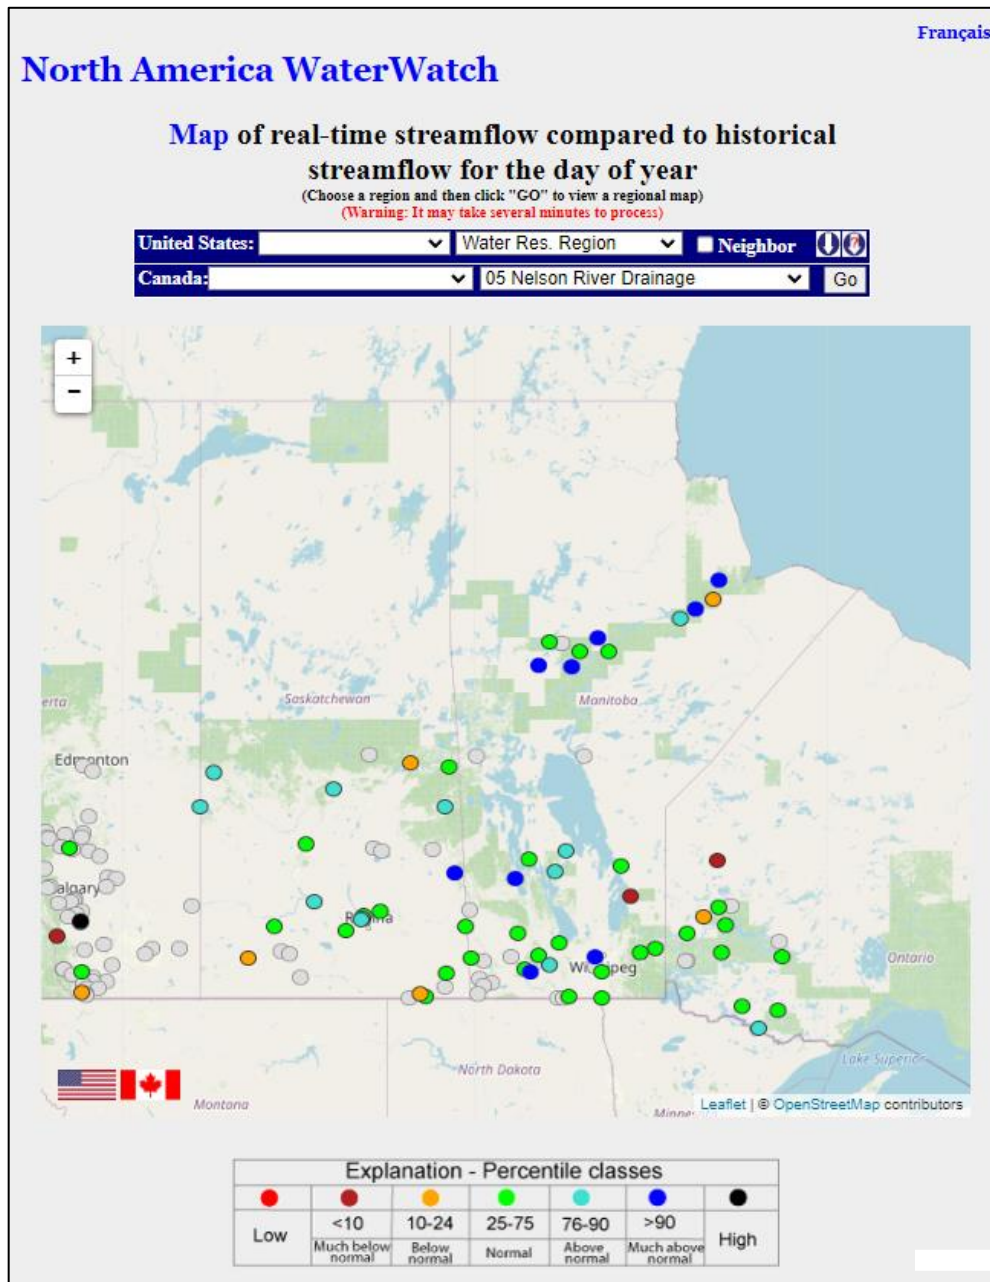 Français
North America WaterWatch
Map of real-time streamflow compared to historical
streamflow for the day of year
(Choose a region and then click "GO" to view a regional map)
(Warning: It may take several minutes to process)
United States: Water Res. Region Neighbor
Canada: 05 Nelson River Drainage Go
+
−
Saskatchewan
Manitoba
erta
Edmonton
algary
Regina
Winnipeg
Ontario
Lake Superior
North Dakota
Montana
Minne
Leaflet | © OpenStreetMap contributors
Explanation - Percentile classes
Low <10 10-24 25-75 76-90 >90 High
Much below normal Below normal Normal Above normal Much above normal